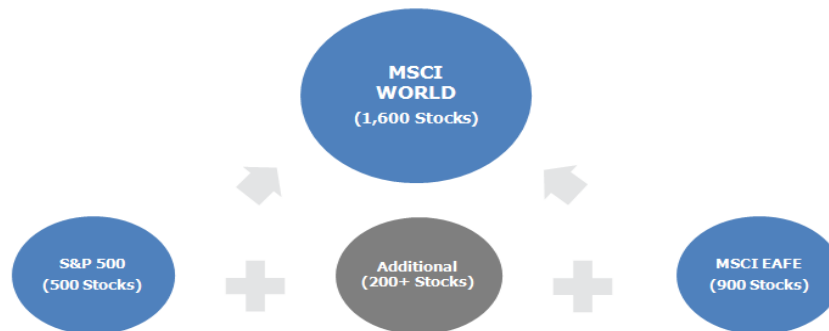 MSCI
WORLD
(1,600 Stocks)
S&P 500
(500 Stocks)
Additional
(200+ Stocks)
MSCI EAFE
(900 Stocks)